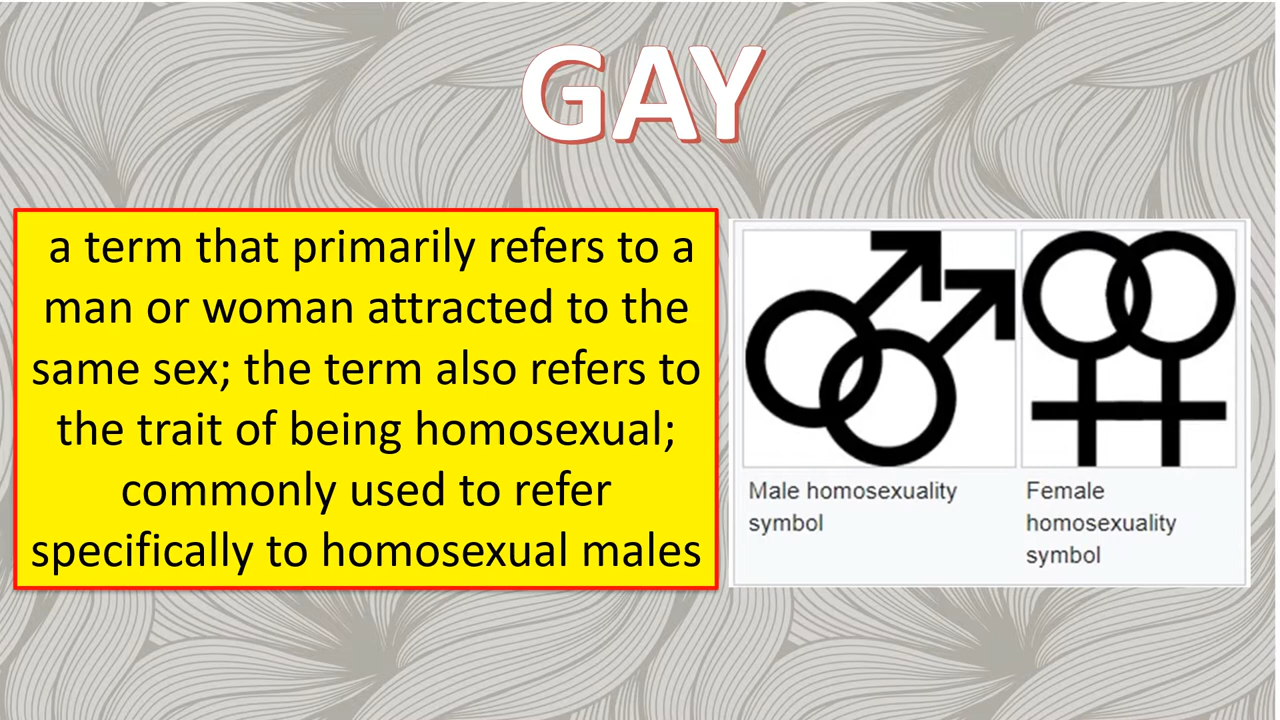 GAY
a term that primarily refers to a
man or woman attracted to the
same sex; the term also refers to
the trait of being homosexual;
commonly used to refer
specifically to homosexual males
Male homosexuality
symbol
Female
homosexuality
symbol